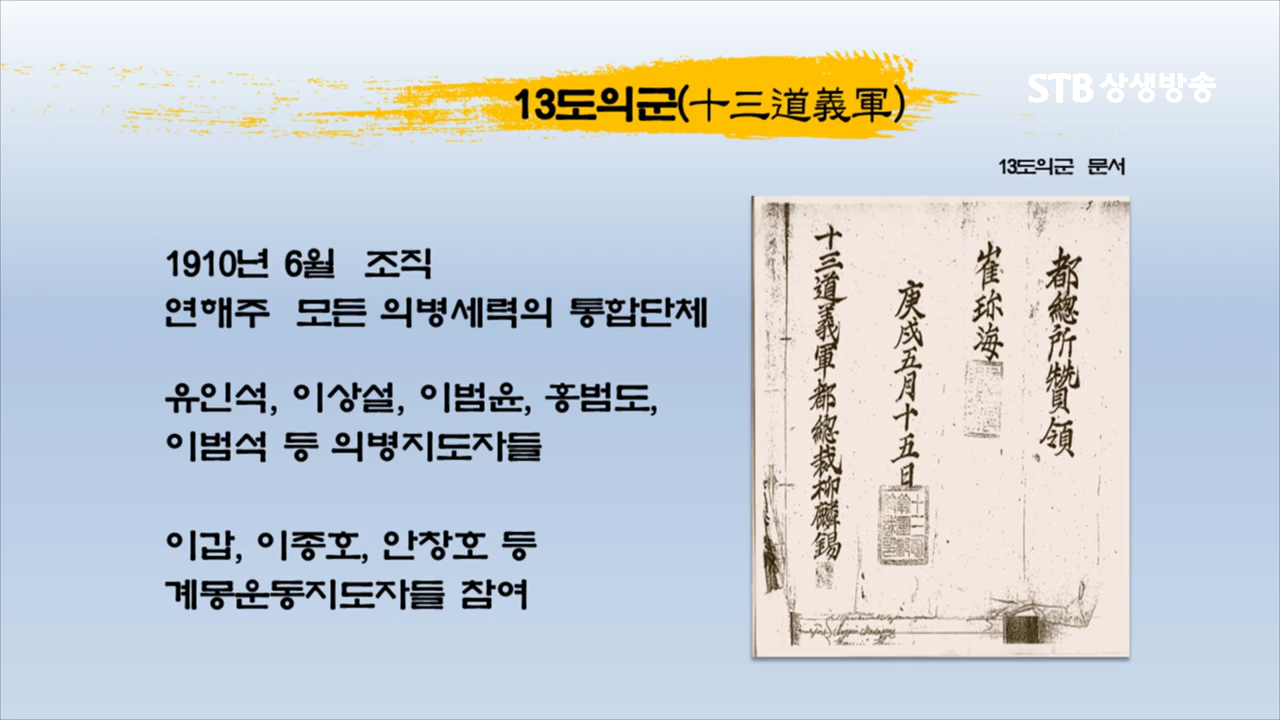 13도의군(十三道義軍)
STB 상생방송
13도의군 문서
1910년 6월 조직
연해주 모든 의병세력의 통합단체
유인석, 이상설, 이범윤, 홍범도,
이범석 등 의병지도자들
이갑, 이종호, 안창호 등
계몽운동지도자들 참여
都總所贊領
崔琢海
庚戌五月十五日
十三道義軍都總裁柳麟錫